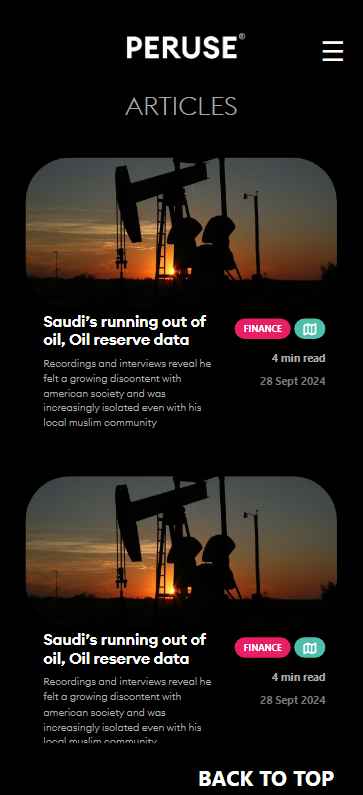 PERUSE®
ARTICLES
Saudi's running out of
oil, Oil reserve data
FINANCE
4 min read
28 Sept 2024
Recordings and interviews reveal he
felt a growing discontent with
american society and was
increasingly isolated even with his
local muslim community
Saudi's running out of
oil, Oil reserve data
FINANCE
4 min read
28 Sept 2024
Recordings and interviews reveal he
felt a growing discontent with
american society and was
increasingly isolated even with his
local muslim community
BACK TO TOP